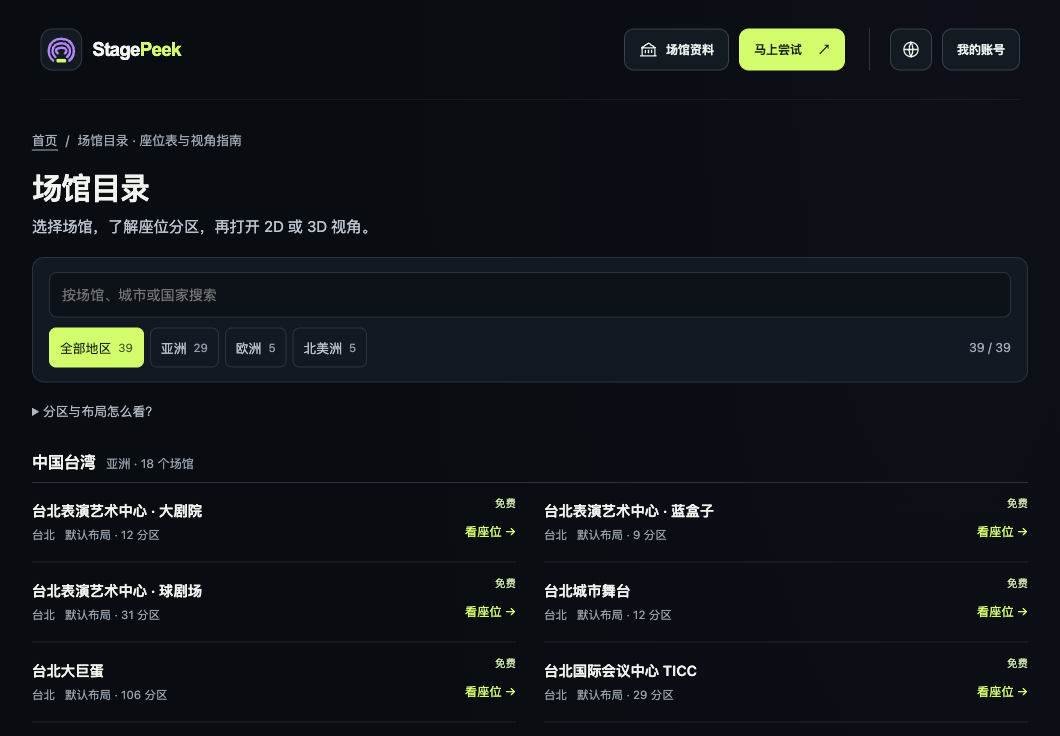 StagePeek
场馆资料
马上尝试 ↗
我的账号
首页 / 场馆目录 · 座位表与视角指南
场馆目录
选择场馆，了解座位分区，再打开 2D 或 3D 视角。
按场馆、城市或国家搜索
全部地区 39 亚洲 29 欧洲 5 北美洲 5 39 / 39
▶ 分区与布局怎么看?
中国台湾 亚洲 · 18 个场馆
台北表演艺术中心 · 大剧院
台北 默认布局 · 12 分区
免费
看座位 →
台北表演艺术中心 · 蓝盒子
台北 默认布局 · 9 分区
免费
看座位 →
台北表演艺术中心 · 球剧场
台北 默认布局 · 31 分区
免费
看座位 →
台北城市舞台
台北 默认布局 · 12 分区
免费
看座位 →
台北大巨蛋
台北 默认布局 · 106 分区
免费
看座位 →
台北国际会议中心 TICC
台北 默认布局 · 29 分区
免费
看座位 →